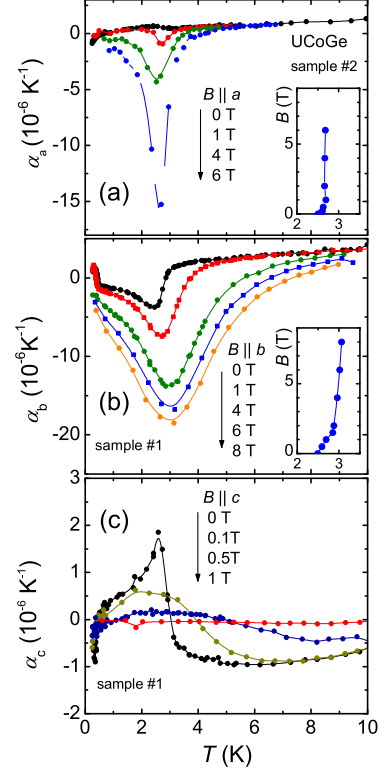 0
-5
-10
-15
α_a (10⁻⁶ K⁻¹)
UCoGe
sample #2
B || a
0 T
1 T
4 T
6 T
(a)
B (T)
5
0
2 3
0
-10
-20
α_b (10⁻⁶K⁻¹)
B || b
0 T
1 T
4 T
6 T
8 T
(b)
sample #1
B (T)
5
0
2 3
3
2
1
0
-1
-2
α_c (10⁻⁶ K⁻¹)
(c)
B || c
0 T
0.1T
0.5T
1 T
sample #1
0 2 4 6 8 10
T (K)